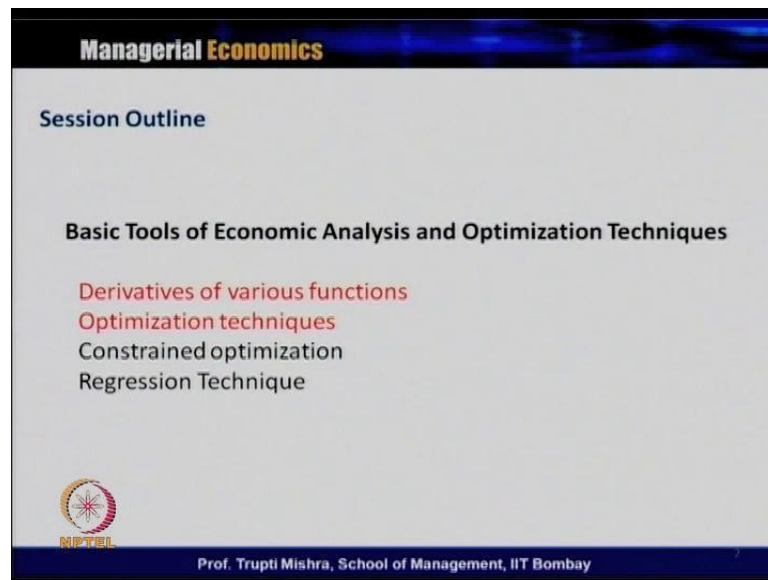 Managerial Economics
Session Outline
Basic Tools of Economic Analysis and Optimization Techniques
Derivatives of various functions
Optimization techniques
Constrained optimization
Regression Technique
NPTEL
Prof. Trupti Mishra, School of Management, IIT Bombay
2